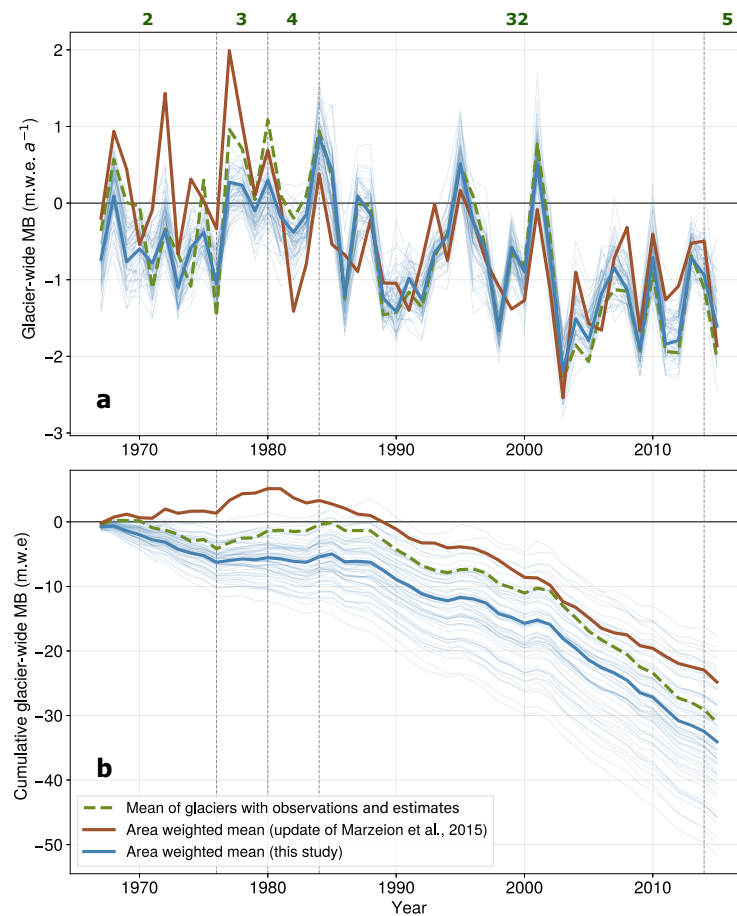 2 3 4 32 5
2
1
0
−1
−2
−3
Glacier-wide MB (m.w.e. a⁻¹)
a
1970 1980 1990 2000 2010
0
−10
−20
−30
−40
−50
Cumulative glacier-wide MB (m.w.e)
b
Mean of glaciers with observations and estimates
Area weighted mean (update of Marzeion et al., 2015)
Area weighted mean (this study)
1970 1980 1990 2000 2010
Year